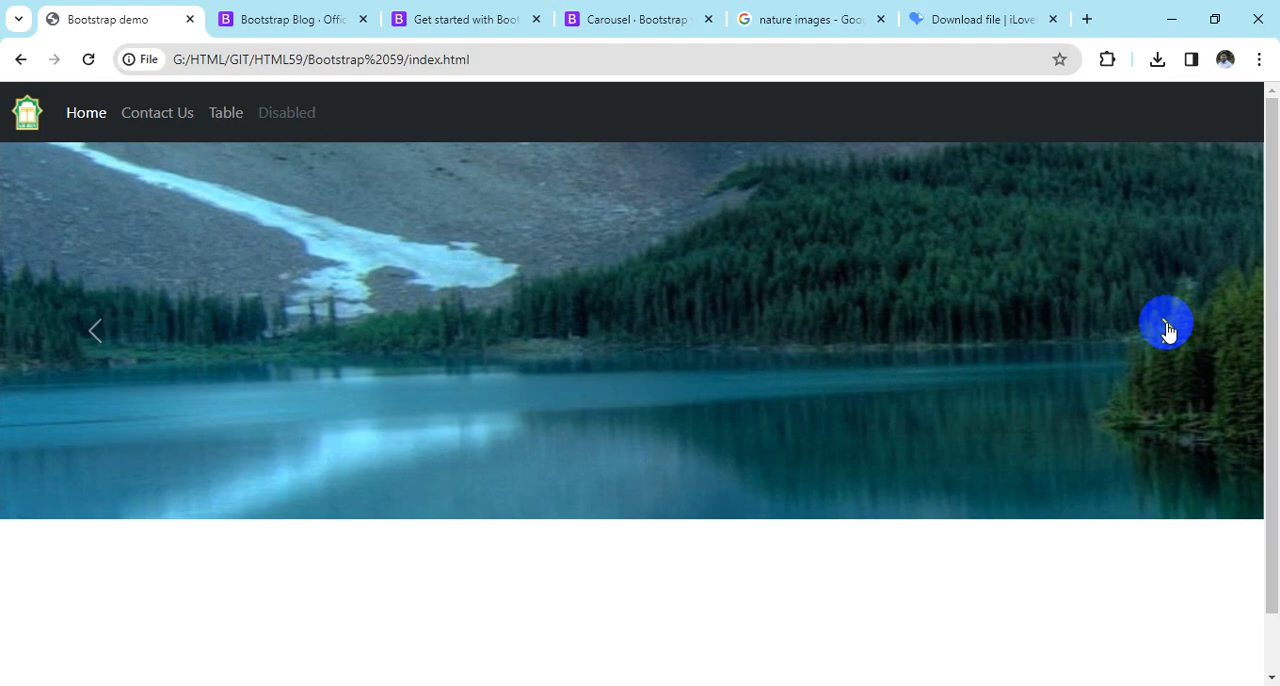 Bootstrap demo
Bootstrap Blog · Offic
Get started with Boot
Carousel · Bootstrap
nature images - Goo
Download file | iLove
File
G:/HTML/GIT/HTML59/Bootstrap%2059/index.html
Home
Contact Us
Table
Disabled